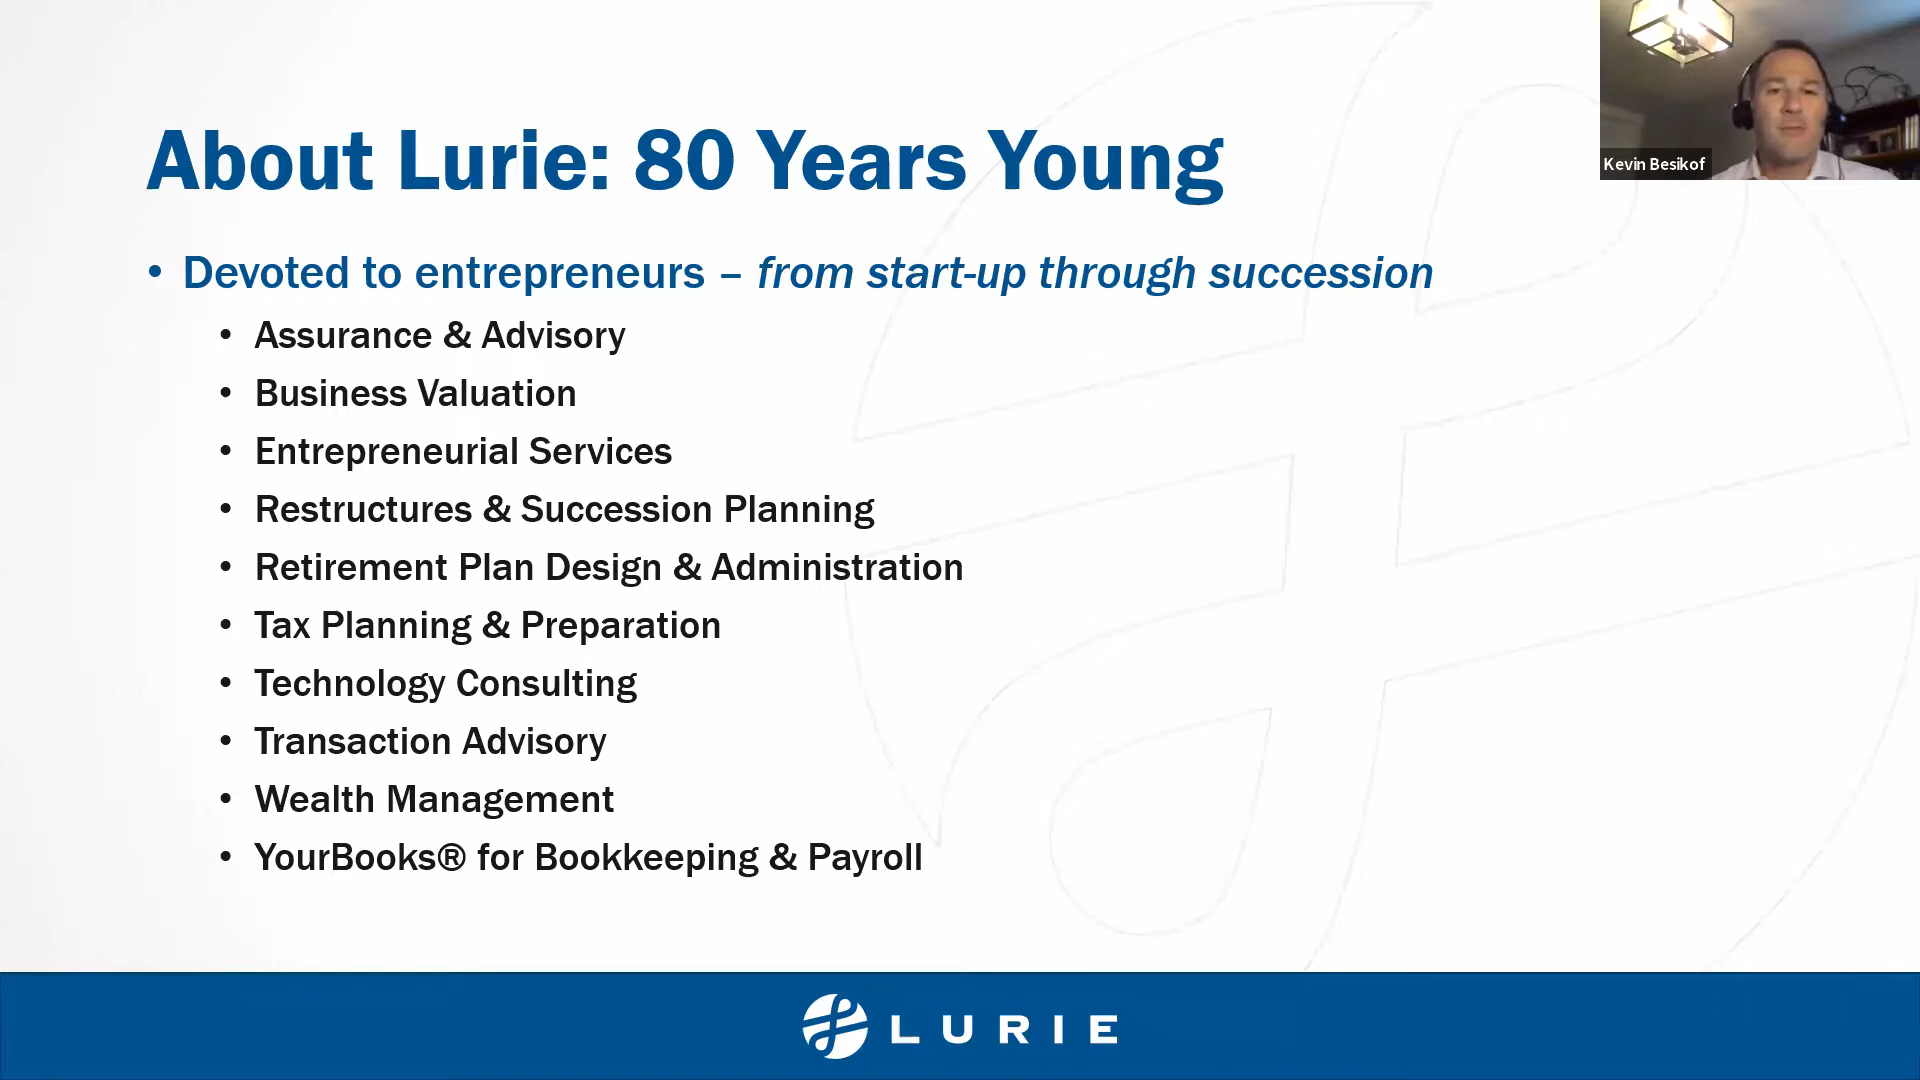 About Lurie: 80 Years Young
Kevin Besikof
• Devoted to entrepreneurs – from start-up through succession
• Assurance & Advisory
• Business Valuation
• Entrepreneurial Services
• Restructures & Succession Planning
• Retirement Plan Design & Administration
• Tax Planning & Preparation
• Technology Consulting
• Transaction Advisory
• Wealth Management
• YourBooks® for Bookkeeping & Payroll
LURIE